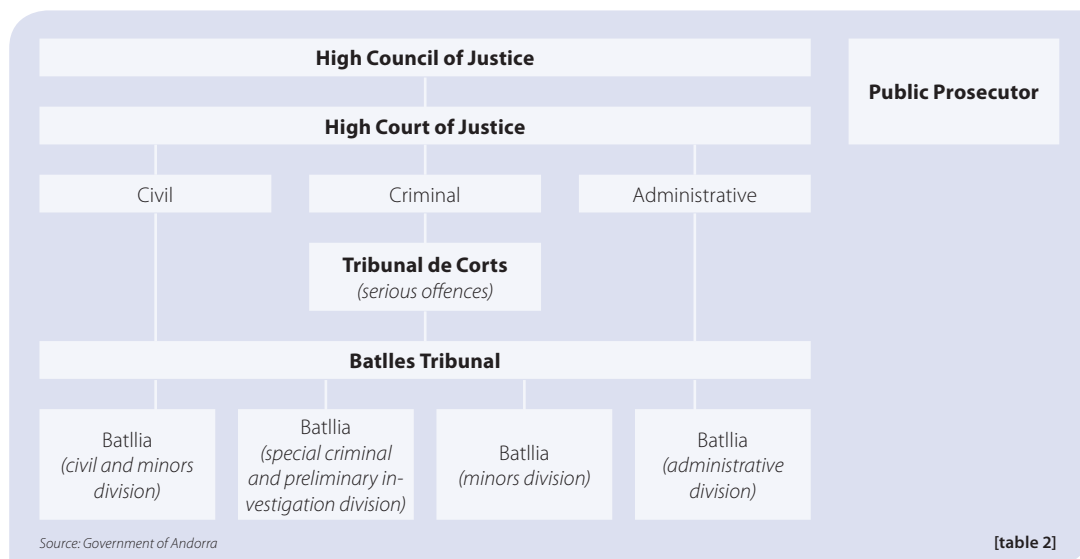 High Council of Justice
Public Prosecutor
High Court of Justice
Civil
Criminal
Administrative
Tribunal de Corts
(serious offences)
Batlles Tribunal
Batllia
(civil and minors
division)
Batllia
(special criminal
and preliminary in-
vestigation division)
Batllia
(minors division)
Batllia
(administrative
division)
Source: Government of Andorra
[table 2]